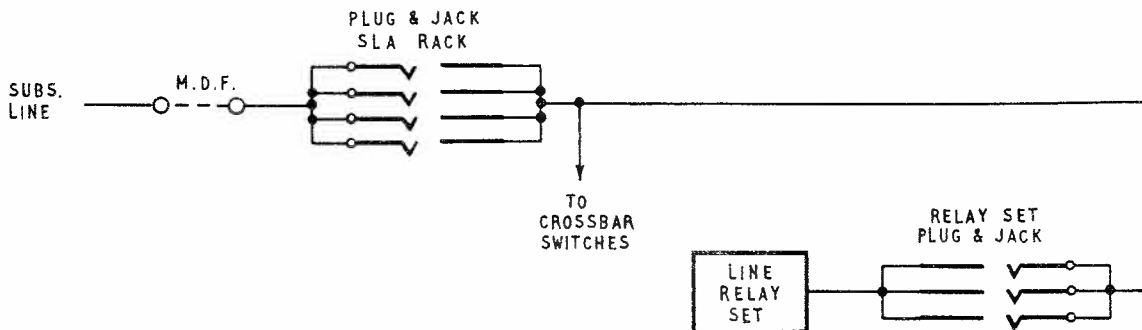 PLUG & JACK
SLA RACK
SUBS.
LINE
M.D.F.
TO
CROSSBAR
SWITCHES
RELAY SET
PLUG & JACK
LINE
RELAY
SET